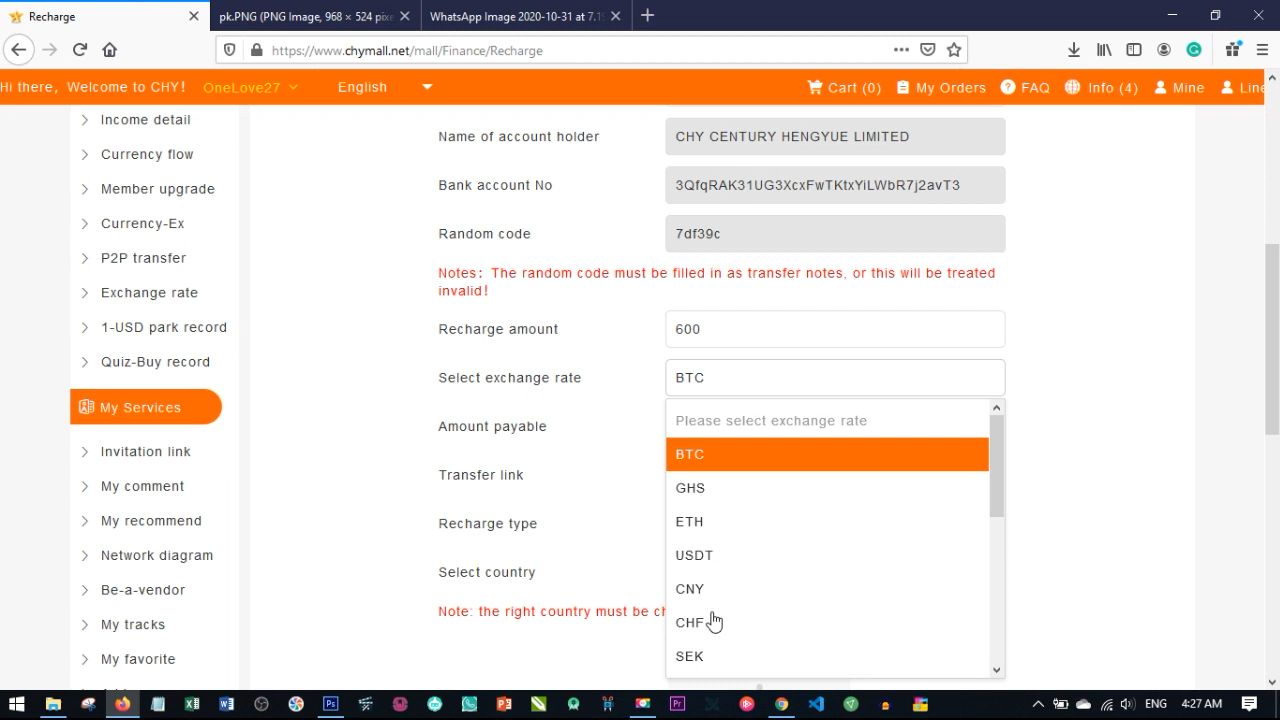 Recharge
pk.PNG (PNG Image, 968 × 524 pixe
WhatsApp Image 2020-10-31 at 7.1
https://www.chymall.net/mall/Finance/Recharge
Hi there, Welcome to CHY!
OneLove27
English
Cart (0)
My Orders
FAQ
Info (4)
Mine
Line
Income detail
Currency flow
Member upgrade
Currency-Ex
P2P transfer
Exchange rate
1-USD park record
Quiz-Buy record
My Services
Invitation link
My comment
My recommend
Network diagram
Be-a-vendor
My tracks
My favorite
Name of account holder
CHY CENTURY HENGYUE LIMITED
Bank account No
3QfqRAK31UG3XcxFwTKtxYiLWbR7j2avT3
Random code
7df39c
Notes: The random code must be filled in as transfer notes, or this will be treated
invalid!
Recharge amount
600
Select exchange rate
BTC
Amount payable
Transfer link
Recharge type
Select country
Note: the right country must be ch
Please select exchange rate
BTC
GHS
ETH
USDT
CNY
CHF
SEK
ENG
4:27 AM